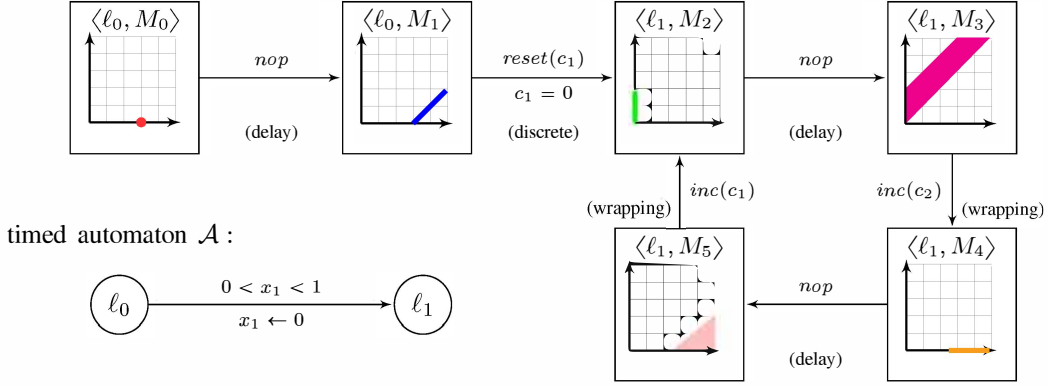 ⟨ℓ₀, M₀⟩
⟨ℓ₀, M₁⟩
⟨ℓ₁, M₂⟩
⟨ℓ₁, M₃⟩
nop
(delay)
reset(c₁)
c₁ = 0
(discrete)
nop
(delay)
inc(c₁)
(wrapping)
inc(c₂)
(wrapping)
timed automaton 𝒜 :
⟨ℓ₁, M₅⟩
⟨ℓ₁, M₄⟩
nop
(delay)
ℓ₀
0 < x₁ < 1
x₁ ← 0
ℓ₁